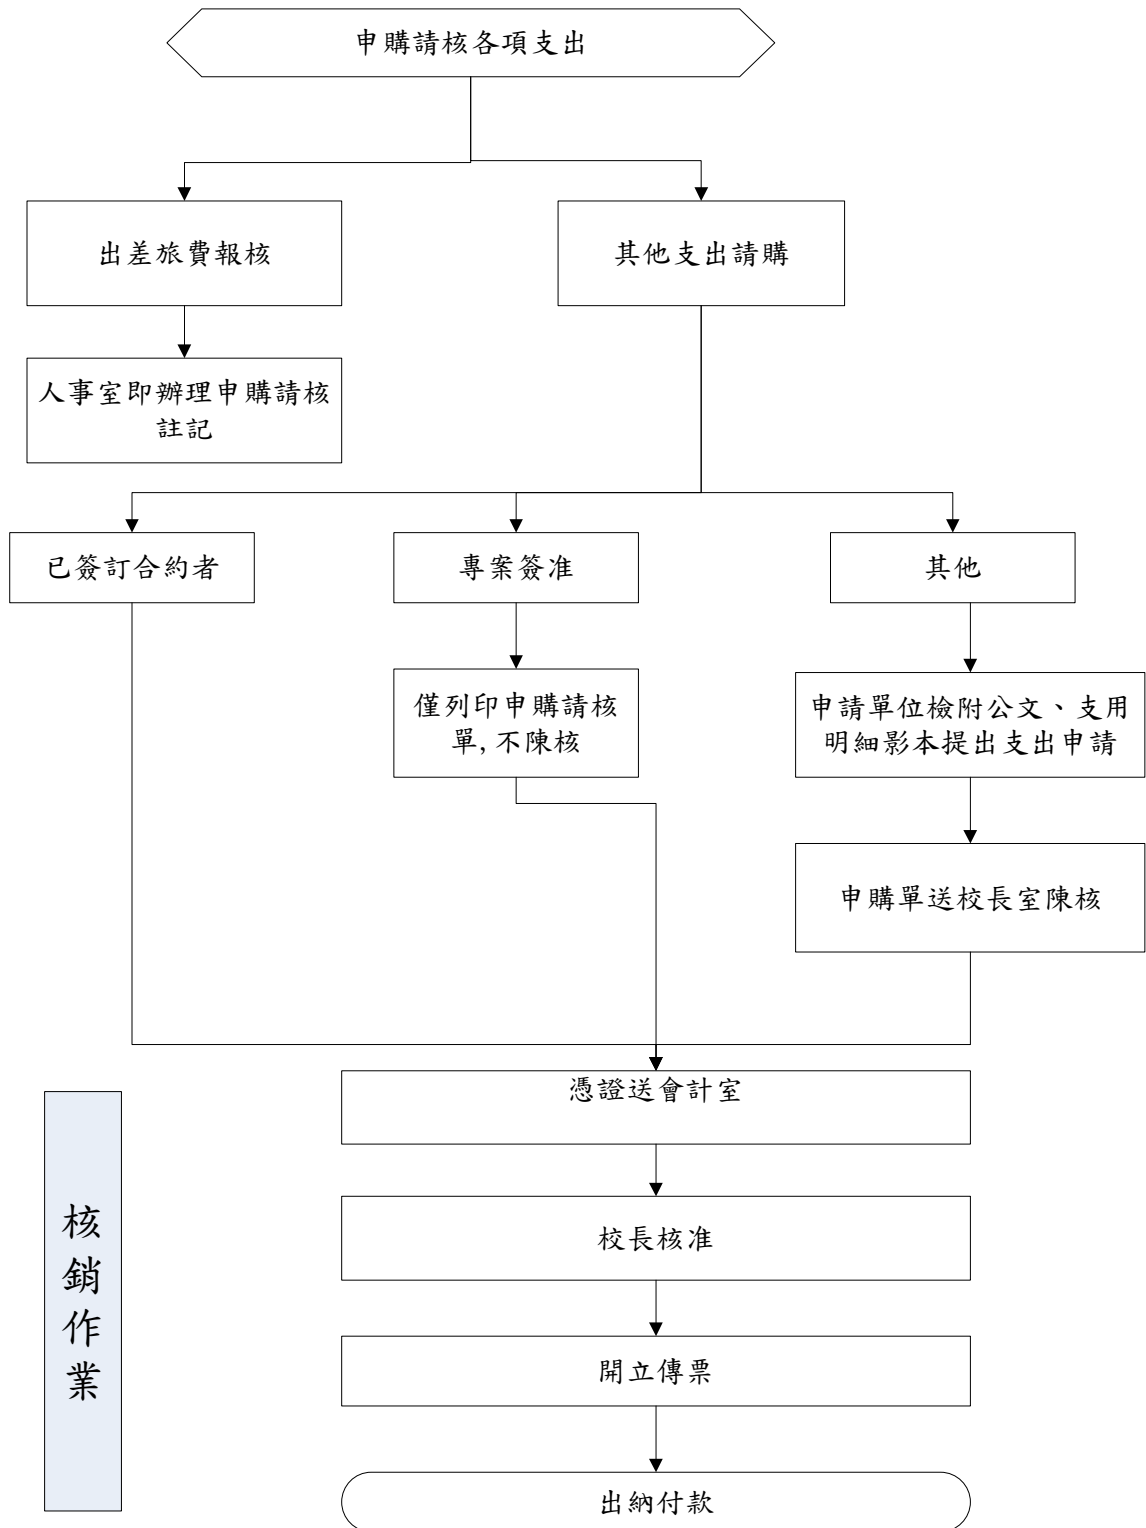 申購請核各項支出
出差旅費報核
其他支出請購
人事室即辦理申購請核
註記
已簽訂合約者
專案簽准
其他
僅列印申購請核
單,不陳核
申請單位檢附公文、支用
明細影本提出支出申請
申購單送校長室陳核
憑證送會計室
校長核准
開立傳票
出納付款
核銷作業